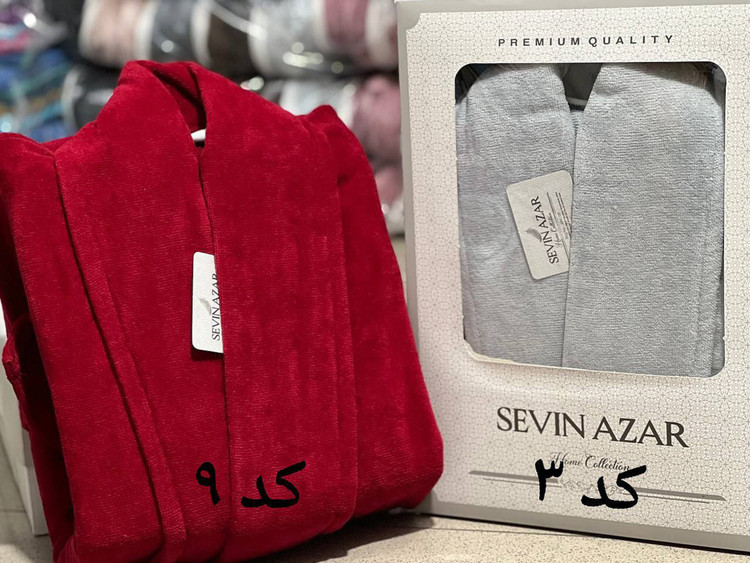 PREMIUM QUALITY
SEVIN AZAR
SEVIN AZAR
SEVIN AZAR
Home Collection
کد ۹
کد ۳